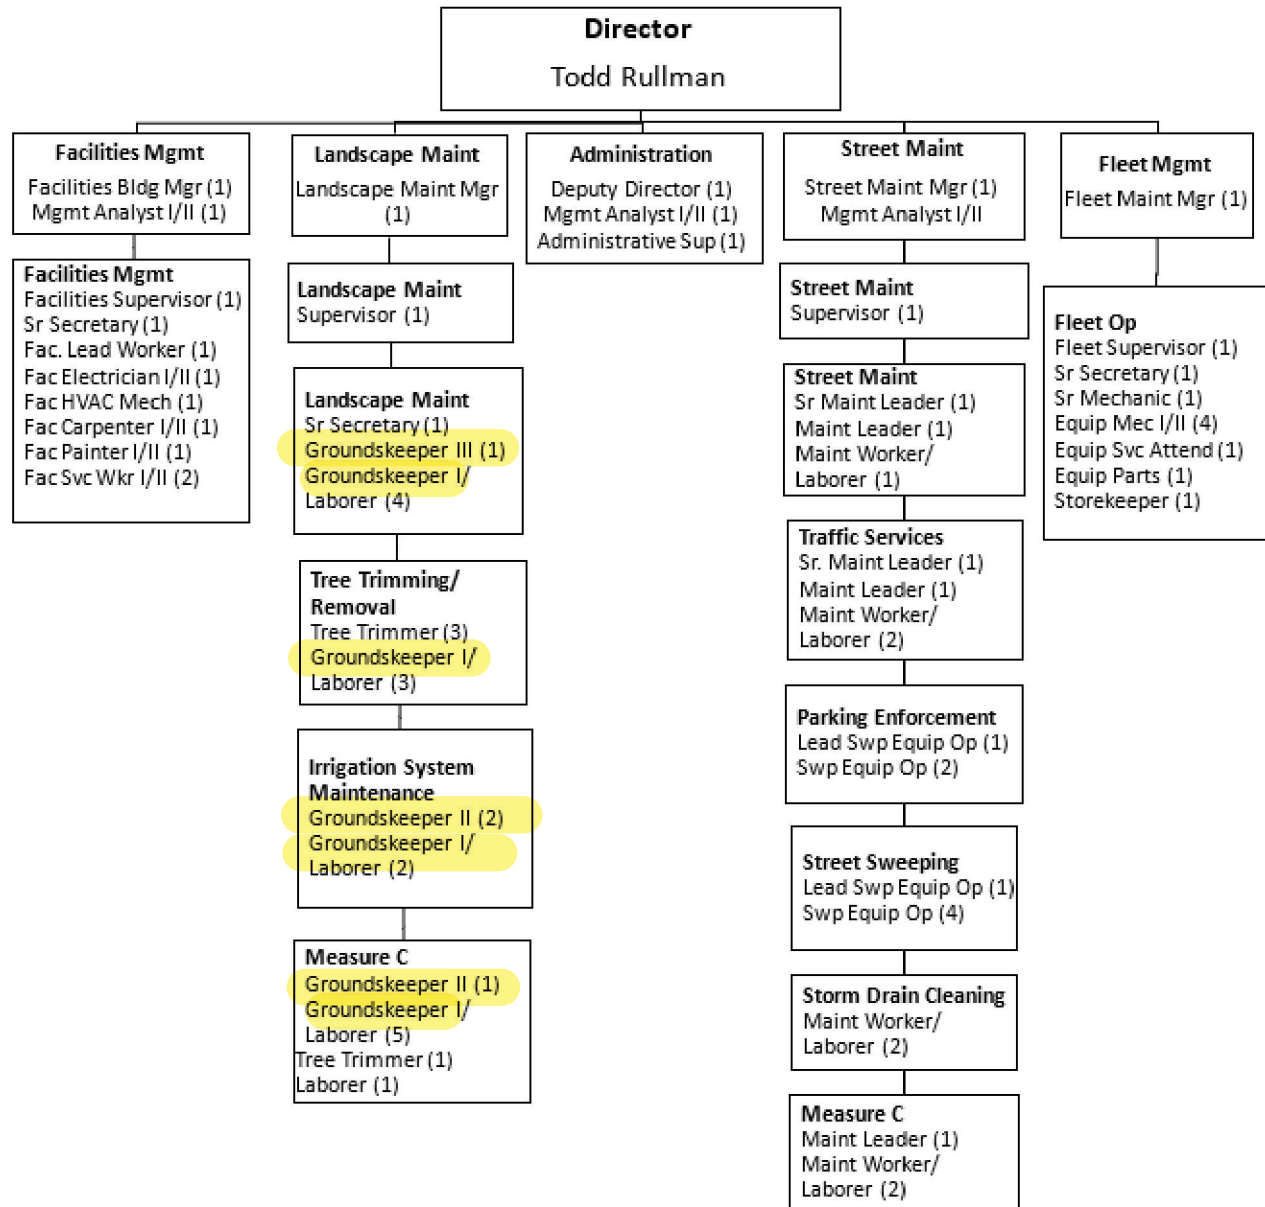 Director
Todd Rullman
Facilities Mgmt
Facilities Bldg Mgr (1)
Mgmt Analyst I/II (1)
Facilities Mgmt
Facilities Supervisor (1)
Sr Secretary (1)
Fac. Lead Worker (1)
Fac Electrician I/II (1)
Fac HVAC Mech (1)
Fac Carpenter I/II (1)
Fac Painter I/II (1)
Fac Svc Wkr I/II (2)
Landscape Maint
Landscape Maint Mgr
(1)
Landscape Maint
Supervisor (1)
Landscape Maint
Sr Secretary (1)
Groundskeeper III (1)
Groundskeeper I/
Laborer (4)
Tree Trimming/
Removal
Tree Trimmer (3)
Groundskeeper I/
Laborer (3)
Irrigation System
Maintenance
Groundskeeper II (2)
Groundskeeper I/
Laborer (2)
Measure C
Groundskeeper II (1)
Groundskeeper I/
Laborer (5)
Tree Trimmer (1)
Laborer (1)
Administration
Deputy Director (1)
Mgmt Analyst I/II (1)
Administrative Sup (1)
Street Maint
Street Maint Mgr (1)
Mgmt Analyst I/II
Street Maint
Supervisor (1)
Street Maint
Sr Maint Leader (1)
Maint Leader (1)
Maint Worker/
Laborer (1)
Traffic Services
Sr. Maint Leader (1)
Maint Leader (1)
Maint Worker/
Laborer (2)
Parking Enforcement
Lead Swp Equip Op (1)
Swp Equip Op (2)
Street Sweeping
Lead Swp Equip Op (1)
Swp Equip Op (4)
Storm Drain Cleaning
Maint Worker/
Laborer (2)
Measure C
Maint Leader (1)
Maint Worker/
Laborer (2)
Fleet Mgmt
Fleet Maint Mgr (1)
Fleet Op
Fleet Supervisor (1)
Sr Secretary (1)
Sr Mechanic (1)
Equip Mec I/II (4)
Equip Svc Attend (1)
Equip Parts (1)
Storekeeper (1)